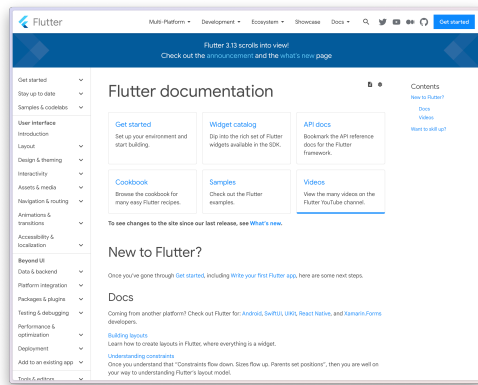 Flutter
Multi-Platform Development Ecosystem Showcase Docs Get started
Flutter 3.13 scrolls into view!
Check out the announcement and the what's new page
Get started
Stay up to date
Samples & codelabs
User interface
Introduction
Layout
Design & theming
Interactivity
Assets & media
Navigation & routing
Animations &
transitions
Accessibility &
localization
Beyond UI
Data & backend
Platform integration
Packages & plugins
Testing & debugging
Performance &
optimization
Deployment
Add to an existing app
Tools & editors
Flutter documentation
Get started
Set up your environment and
start building.
Widget catalog
Dip into the rich set of Flutter
widgets available in the SDK.
API docs
Bookmark the API reference
docs for the Flutter
framework.
Cookbook
Browse the cookbook for
many easy Flutter recipes.
Samples
Check out the Flutter
examples.
Videos
View the many videos on the
Flutter YouTube channel.
To see changes to the site since our last release, see What's new.
New to Flutter?
Once you've gone through Get started, including Write your first Flutter app, here are some next steps.
Docs
Coming from another platform? Check out Flutter for: Android, SwiftUI, UIKit, React Native, and Xamarin.Forms
developers.
Building layouts
Learn how to create layouts in Flutter, where everything is a widget.
Understanding constraints
Once you understand that "Constraints flow down. Sizes flow up. Parents set positions", then you are well on
your way to understanding Flutter's layout model.
Contents
New to Flutter?
Docs
Videos
Want to skill up?